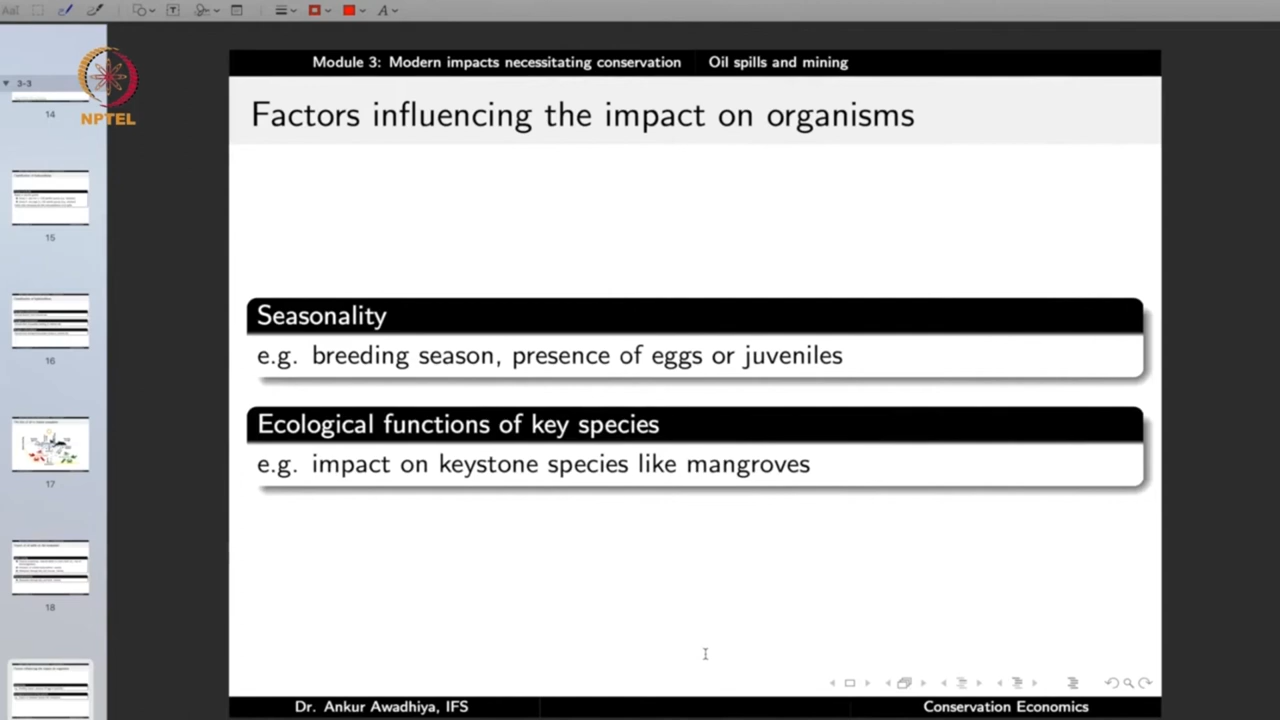 3-3
14
NPTEL
15
16
17
18
Module 3: Modern impacts necessitating conservation Oil spills and mining
Factors influencing the impact on organisms
Seasonality
e.g. breeding season, presence of eggs or juveniles
Ecological functions of key species
e.g. impact on keystone species like mangroves
Dr. Ankur Awadhiya, IFS Conservation Economics